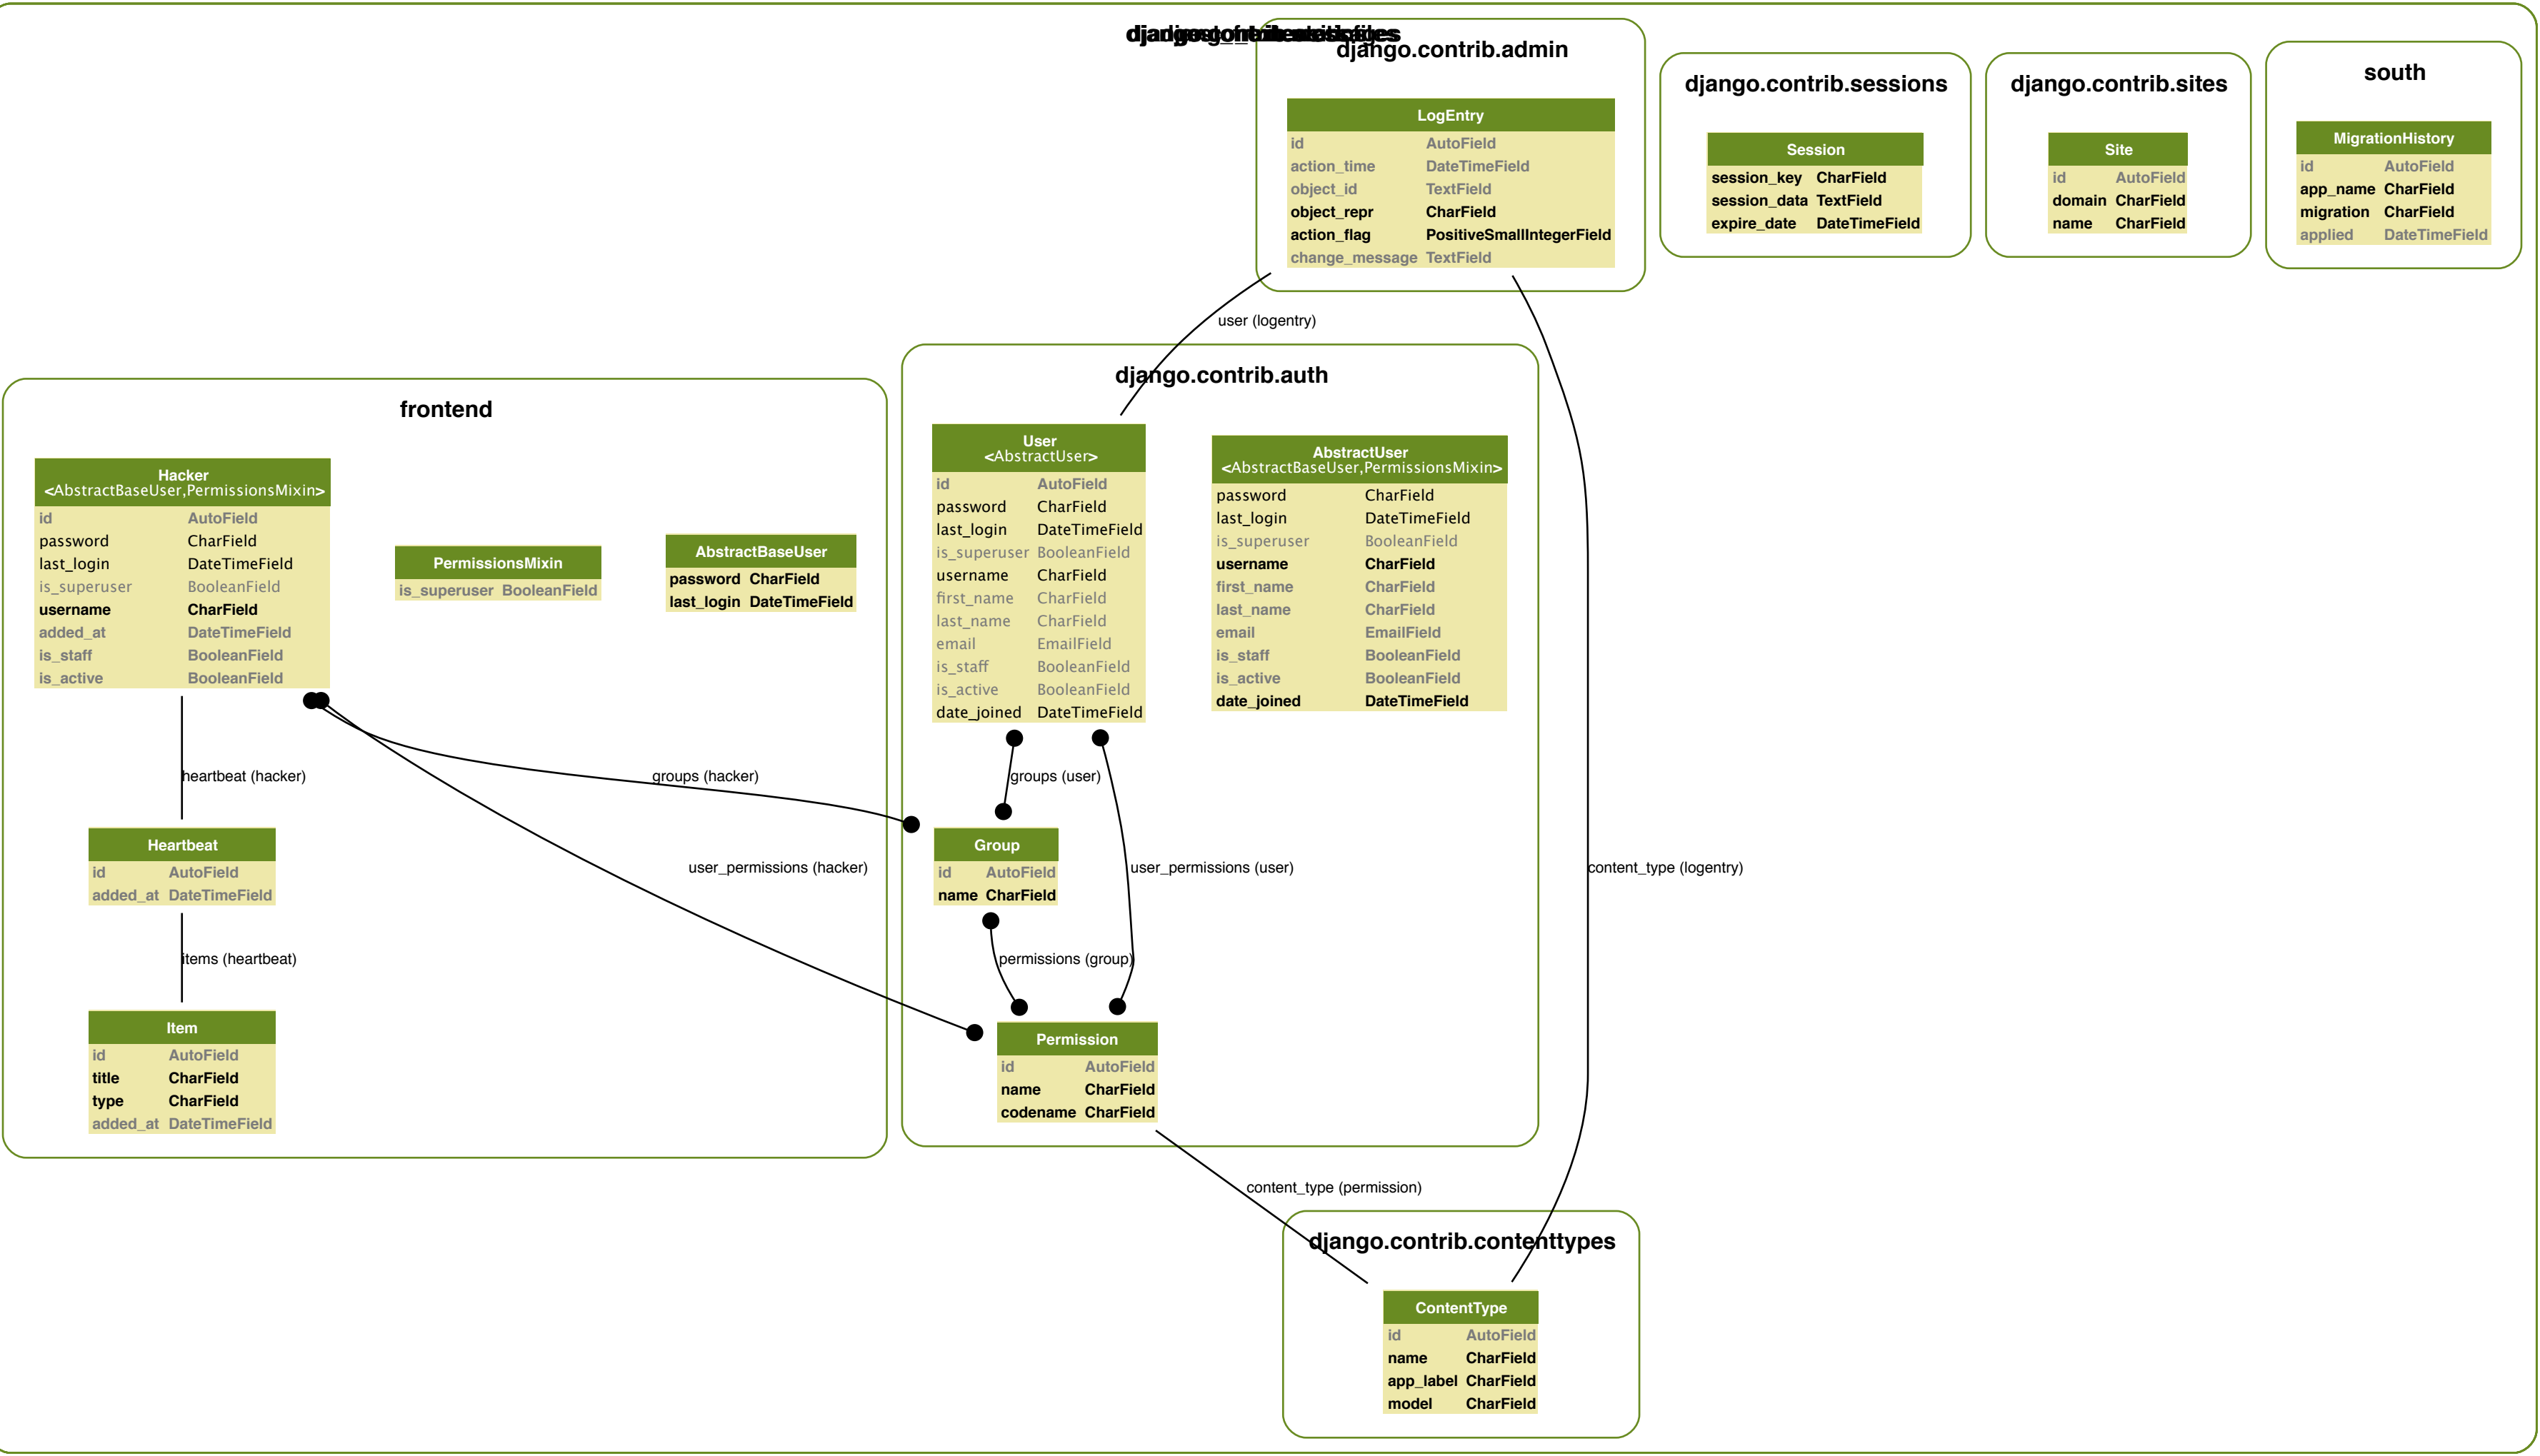 django.contrib.admin
LogEntry
id AutoField
action_time DateTimeField
object_id TextField
object_repr CharField
action_flag PositiveSmallIntegerField
change_message TextField
django.contrib.sessions
Session
session_key CharField
session_data TextField
expire_date DateTimeField
django.contrib.sites
Site
id AutoField
domain CharField
name CharField
south
MigrationHistory
id AutoField
app_name CharField
migration CharField
applied DateTimeField
user (logentry)
frontend
Hacker
<AbstractBaseUser,PermissionsMixin>
id AutoField
password CharField
last_login DateTimeField
is_superuser BooleanField
username CharField
added_at DateTimeField
is_staff BooleanField
is_active BooleanField
PermissionsMixin
is_superuser BooleanField
AbstractBaseUser
password CharField
last_login DateTimeField
django.contrib.auth
User
<AbstractUser>
id AutoField
password CharField
last_login DateTimeField
is_superuser BooleanField
username CharField
first_name CharField
last_name CharField
email EmailField
is_staff BooleanField
is_active BooleanField
date_joined DateTimeField
AbstractUser
<AbstractBaseUser,PermissionsMixin>
password CharField
last_login DateTimeField
is_superuser BooleanField
username CharField
first_name CharField
last_name CharField
email EmailField
is_staff BooleanField
is_active BooleanField
date_joined DateTimeField
heartbeat (hacker)
groups (hacker)
groups (user)
Heartbeat
id AutoField
added_at DateTimeField
user_permissions (hacker)
Group
id AutoField
name CharField
user_permissions (user)
content_type (logentry)
items (heartbeat)
permissions (group)
Item
id AutoField
title CharField
type CharField
added_at DateTimeField
Permission
id AutoField
name CharField
codename CharField
content_type (permission)
django.contrib.contenttypes
ContentType
id AutoField
name CharField
app_label CharField
model CharField